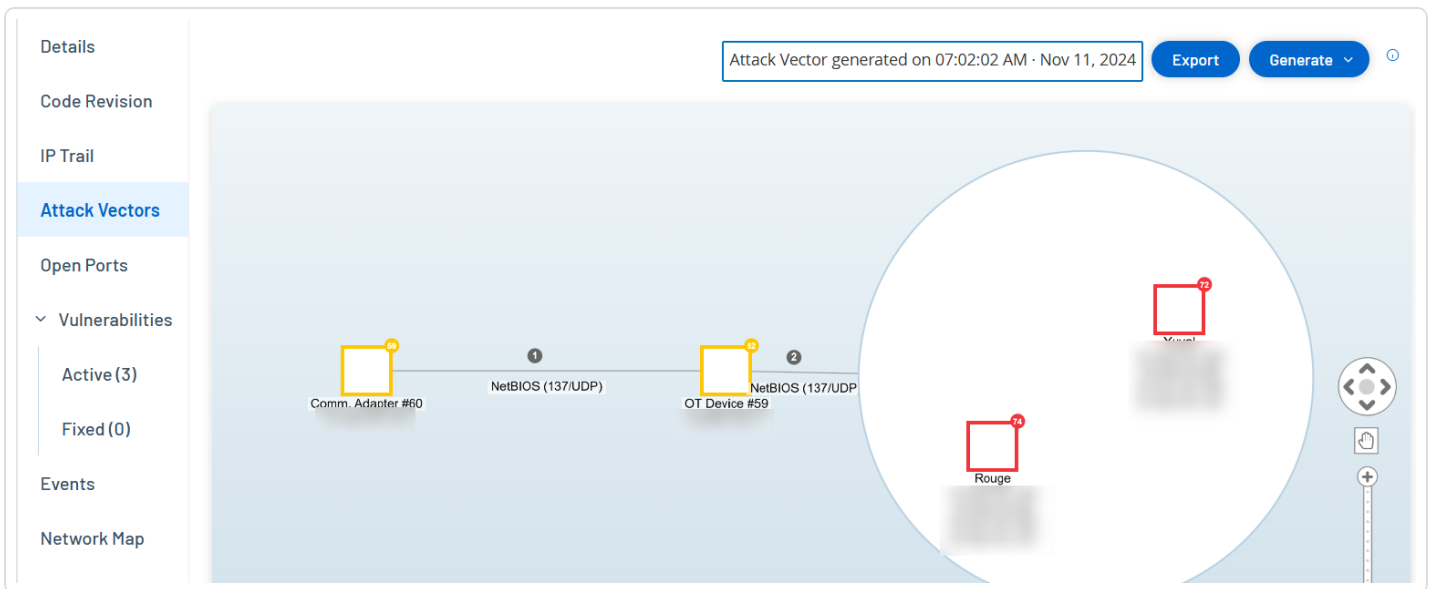 Details
Code Revision
IP Trail
Attack Vectors
Open Ports
Vulnerabilities
Active (3)
Fixed (0)
Events
Network Map
Attack Vector generated on 07:02:02 AM · Nov 11, 2024
Export
Generate
59
1
NetBIOS (137/UDP)
Comm. Adapter #60
52
2
NetBIOS (137/UDP
OT Device #59
72
74
Rouge